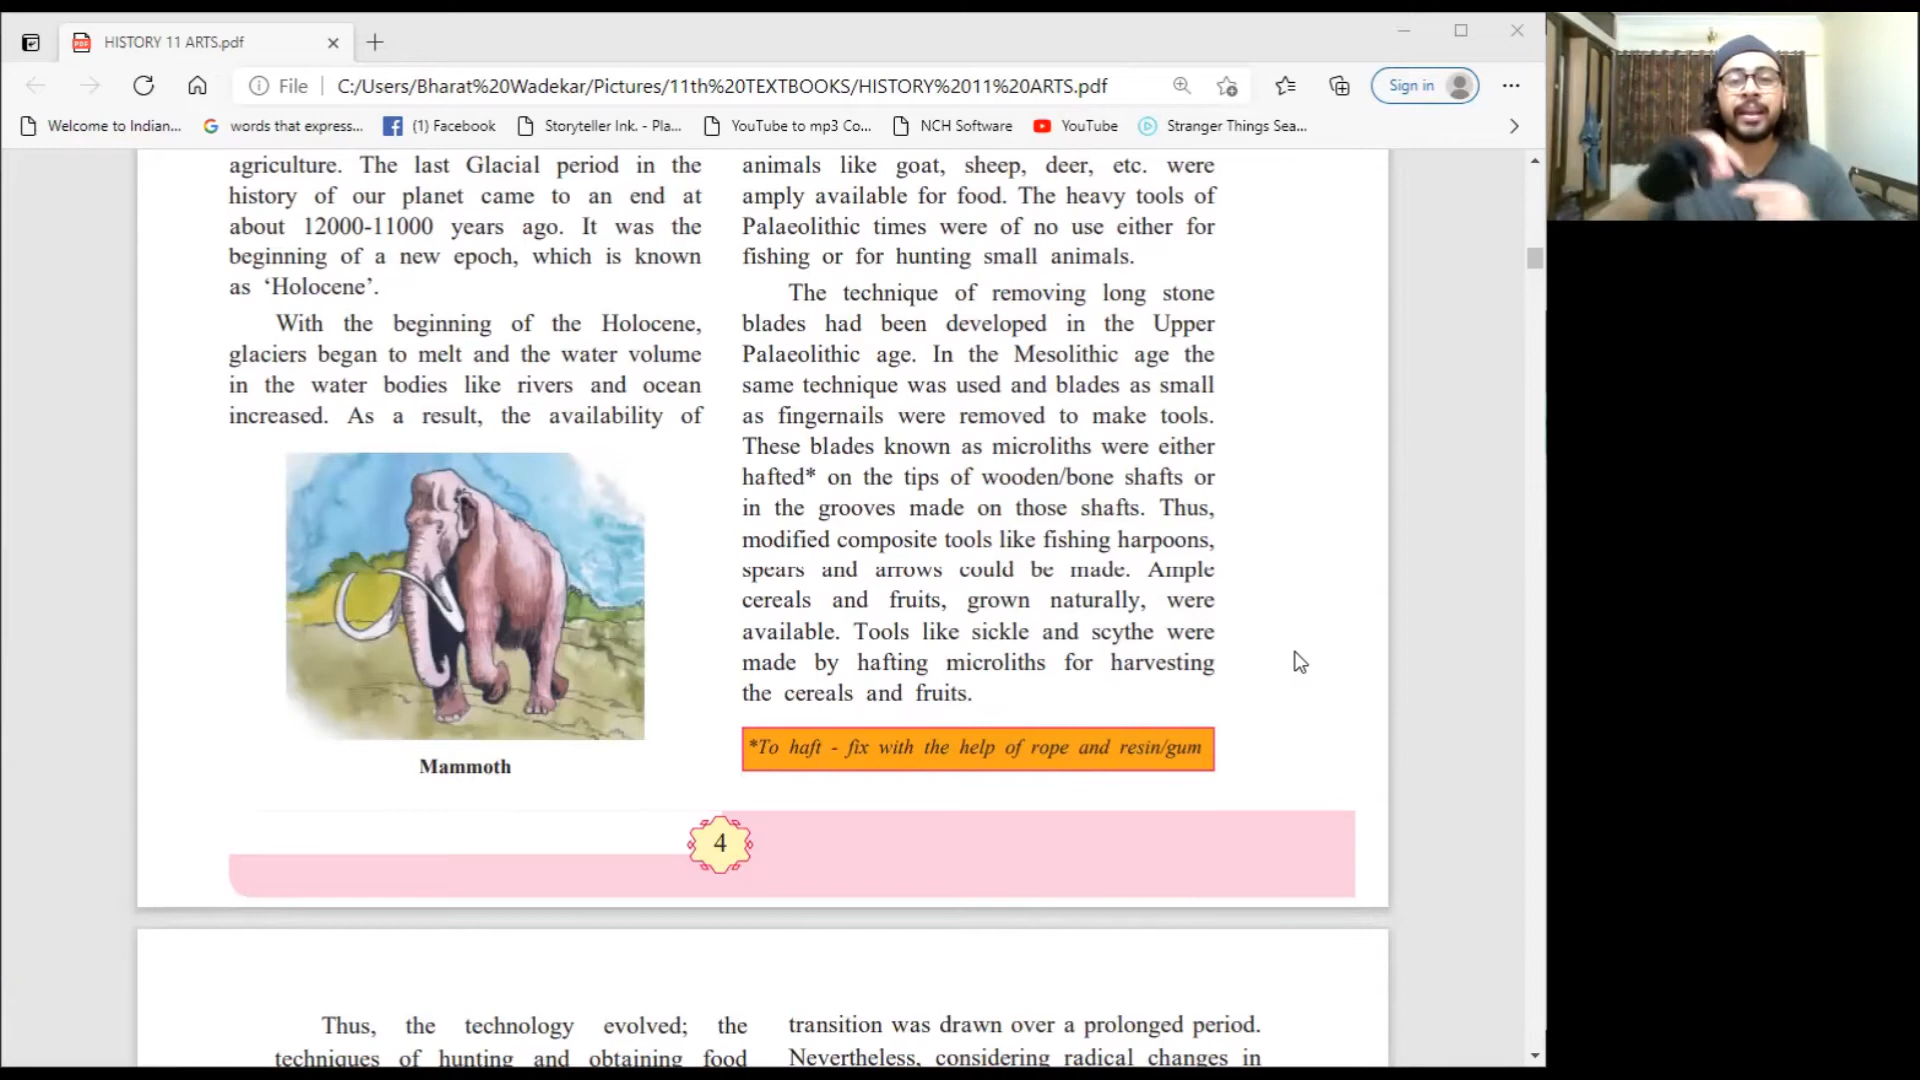 HISTORY 11 ARTS.pdf
File
C:/Users/Bharat%20Wadekar/Pictures/11th%20TEXTBOOKS/HISTORY%2011%20ARTS.pdf
Sign in
Welcome to Indian...
words that express...
(1) Facebook
Storyteller Ink. - Pla...
YouTube to mp3 Co...
NCH Software
YouTube
Stranger Things Sea...
agriculture. The last Glacial period in the
history of our planet came to an end at
about 12000-11000 years ago. It was the
beginning of a new epoch, which is known
as ‘Holocene’.
With the beginning of the Holocene,
glaciers began to melt and the water volume
in the water bodies like rivers and ocean
increased. As a result, the availability of
Mammoth
animals like goat, sheep, deer, etc. were
amply available for food. The heavy tools of
Palaeolithic times were of no use either for
fishing or for hunting small animals.
The technique of removing long stone
blades had been developed in the Upper
Palaeolithic age. In the Mesolithic age the
same technique was used and blades as small
as fingernails were removed to make tools.
These blades known as microliths were either
hafted* on the tips of wooden/bone shafts or
in the grooves made on those shafts. Thus,
modified composite tools like fishing harpoons,
spears and arrows could be made. Ample
cereals and fruits, grown naturally, were
available. Tools like sickle and scythe were
made by hafting microliths for harvesting
the cereals and fruits.
*To haft - fix with the help of rope and resin/gum
4
Thus, the technology evolved; the
techniques of hunting and obtaining food
transition was drawn over a prolonged period.
Nevertheless, considering radical changes in